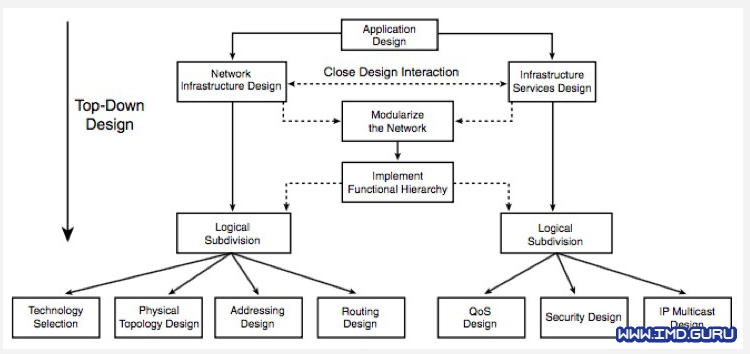 Application
Design
Network
Infrastructure Design
Close Design Interaction
Infrastructure
Services Design
Top-Down
Design
Modularize
the Network
Implement
Functional Hierarchy
Logical
Subdivision
Logical
Subdivision
Technology
Selection
Physical
Topology Design
Addressing
Design
Routing
Design
QoS
Design
Security Design
IP Multicast
Design
WWW.IMD.GURU